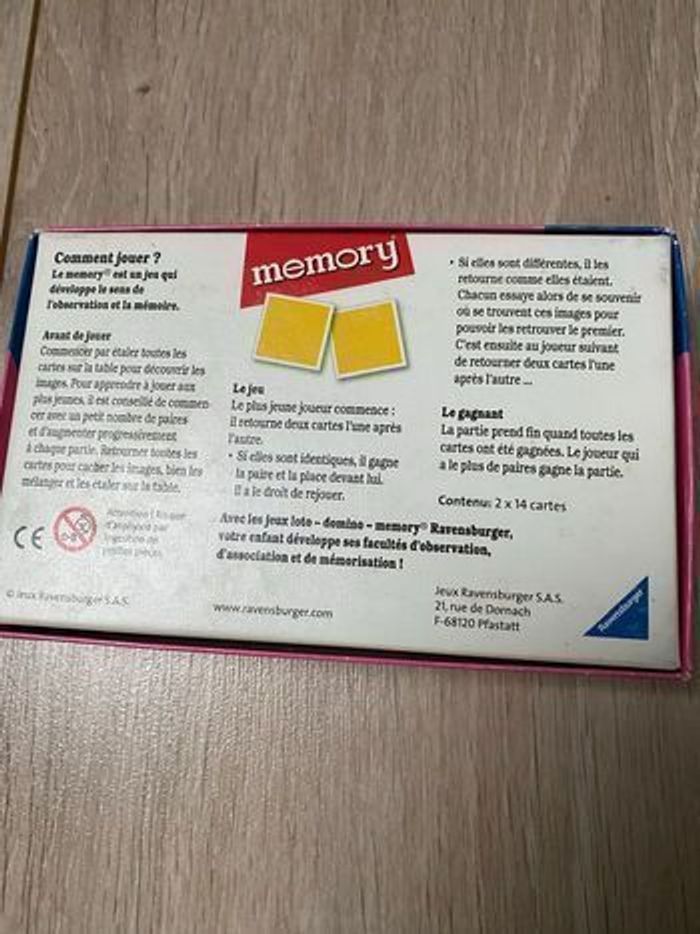 Comment jouer ?
Le memory® est un jeu qui
développe le sens de
l'observation et la mémoire.
Avant de jouer
Commencer par étaler toutes les
cartes sur la table pour découvrir les
images. Pour apprendre à jouer aux
plus jeunes, il est conseillé de commen-
cer avec un petit nombre de paires
et d'augmenter progressivement
à chaque partie. Retourner toutes les
cartes pour cacher les images, bien les
mélanger et les étaler sur la table.
CE
0-3
Attention ! Risque
d'asphyxie par
ingestion de
petites pièces.
© Jeux Ravensburger S.A.S.
memory®
Le jeu
Le plus jeune joueur commence :
il retourne deux cartes l'une après
l'autre.
• Si elles sont identiques, il gagne
la paire et la place devant lui.
Il a le droit de rejouer.
• Si elles sont différentes, il les
retourne comme elles étaient.
Chacun essaye alors de se souvenir
où se trouvent ces images pour
pouvoir les retrouver le premier.
C'est ensuite au joueur suivant
de retourner deux cartes l'une
après l'autre ...
Le gagnant
La partie prend fin quand toutes les
cartes ont été gagnées. Le joueur qui
a le plus de paires gagne la partie.
Contenu: 2 x 14 cartes
Avec les jeux loto – domino – memory® Ravensburger,
votre enfant développe ses facultés d'observation,
d'association et de mémorisation !
www.ravensburger.com
Jeux Ravensburger S.A.S.
21, rue de Dornach
F-68120 Pfastatt
Ravensburger